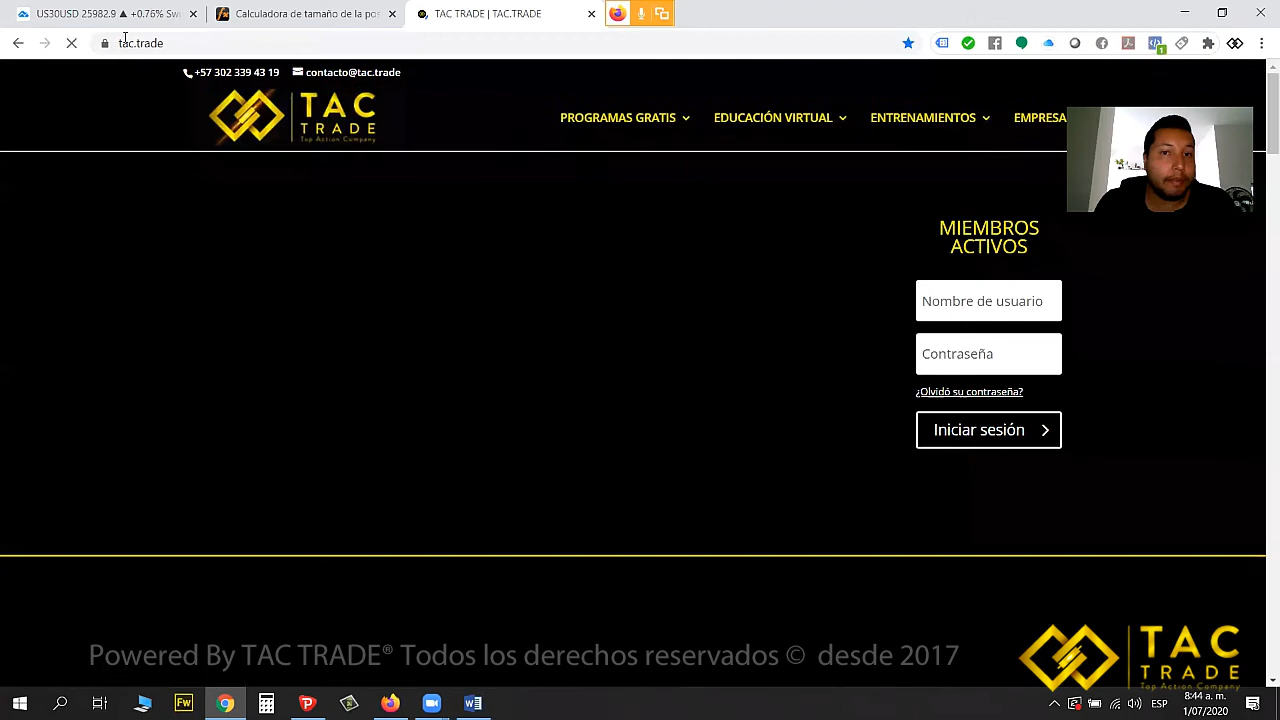 US30USD 25982.9 ▲ +0.76% Sw
Calculadora de tamaño de
TAC TRADE | TAC.TRADE
tac.trade
1
+57 302 339 43 19
contacto@tac.trade
TAC
TRADE
Top Action Company
PROGRAMAS GRATIS
EDUCACIÓN VIRTUAL
ENTRENAMIENTOS
EMPRESA
MIEMBROS
ACTIVOS
Nombre de usuario
Contraseña
¿Olvidó su contraseña?
Iniciar sesión
Powered By TAC TRADE® Todos los derechos reservados © desde 2017
TAC
TRADE
Top Action Company
Fw
ESP
8:44 a. m.
1/07/2020